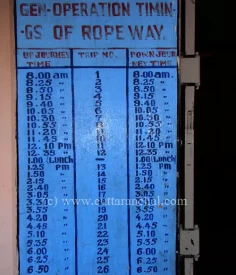 GEN-OPERATION TIMIN-
-GS OF ROPE WAY.
UP JOURNEY TIME TRIP NO. DOWN JOUR-NEY TIME
8.00 am. 1 8.00 am.
8.25 " 2 8.25 "
8.50 " 3 8.50 "
9.15 " 4 9.15 "
9.40 " 5 9.40 "
10.05 " 6 10.05 "
10.30 " 7 10.30 "
10.55 " 8 10.55 "
11.20 " 9 11.20 "
11.45 " 10 11.45 "
12.10 PM 11 12.10 PM
12.35 " 12 12.35 "
1.00 (Lunch — 1.00 (Lunch
1.25 PM 13 1.25 PM
1.50 " 14 1.50 "
2.15 " 15 2.15 "
2.40 " 16 2.40 "
3.05 " 17 3.05 "
(c) www.euttaranchal.com
3.55 " 19 3.55 "
4.20 " 20 4.20 "
4.45 " 21 4.45 "
5.10 " 22 5.10 "
5.35 " 23 5.35 "
6.00 " 24 6.00 "
6.25 " 25 6.25 "
6.50 " 26 6.50 "